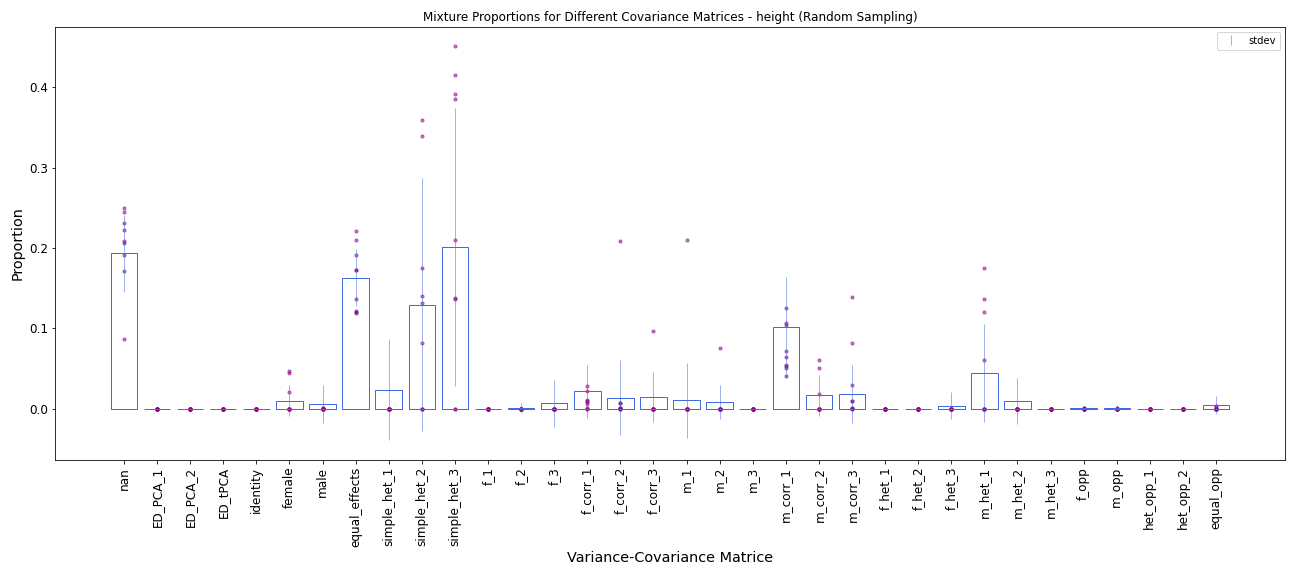 Mixture Proportions for Different Covariance Matrices - height (Random Sampling)
stdev
Proportion
0.4
0.3
0.2
0.1
0.0
nan
ED_PCA_1
ED_PCA_2
ED_tPCA
identity
female
male
equal_effects
simple_het_1
simple_het_2
simple_het_3
f_1
f_2
f_3
f_corr_1
f_corr_2
f_corr_3
m_1
m_2
m_3
m_corr_1
m_corr_2
m_corr_3
f_het_1
f_het_2
f_het_3
m_het_1
m_het_2
m_het_3
f_opp
m_opp
het_opp_1
het_opp_2
equal_opp
Variance-Covariance Matrice